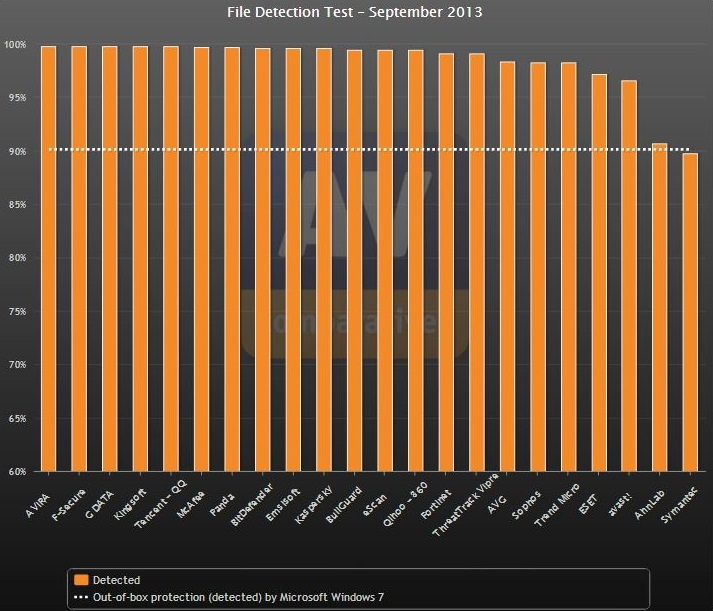 File Detection Test – September 2013
100%
95%
90%
85%
80%
75%
70%
65%
60%
AV
comparatives
AVIRA
F-Secure
G DATA
Kingsoft
Tencent - QQ
McAfee
Panda
BitDefender
Emsisoft
Kaspersky
BullGuard
eScan
Qihoo - 360
Fortinet
ThreatTrack Vipre
AVG
Sophos
Trend Micro
ESET
avast!
AhnLab
Symantec
Detected
Out-of-box protection (detected) by Microsoft Windows 7